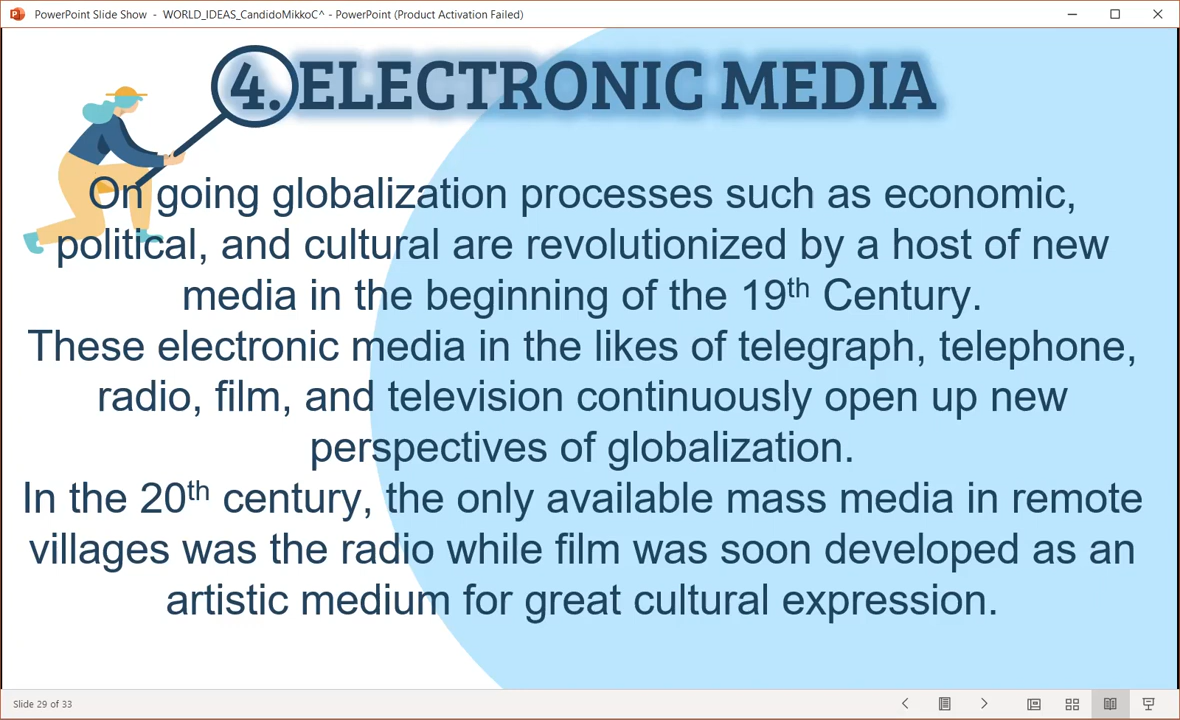 PowerPoint Slide Show - WORLD_IDEAS_CandidoMikkoC^ - PowerPoint (Product Activation Failed)
4. ELECTRONIC MEDIA
On going globalization processes such as economic,
political, and cultural are revolutionized by a host of new
media in the beginning of the 19th Century.
These electronic media in the likes of telegraph, telephone,
radio, film, and television continuously open up new
perspectives of globalization.
In the 20th century, the only available mass media in remote
villages was the radio while film was soon developed as an
artistic medium for great cultural expression.
Slide 29 of 33